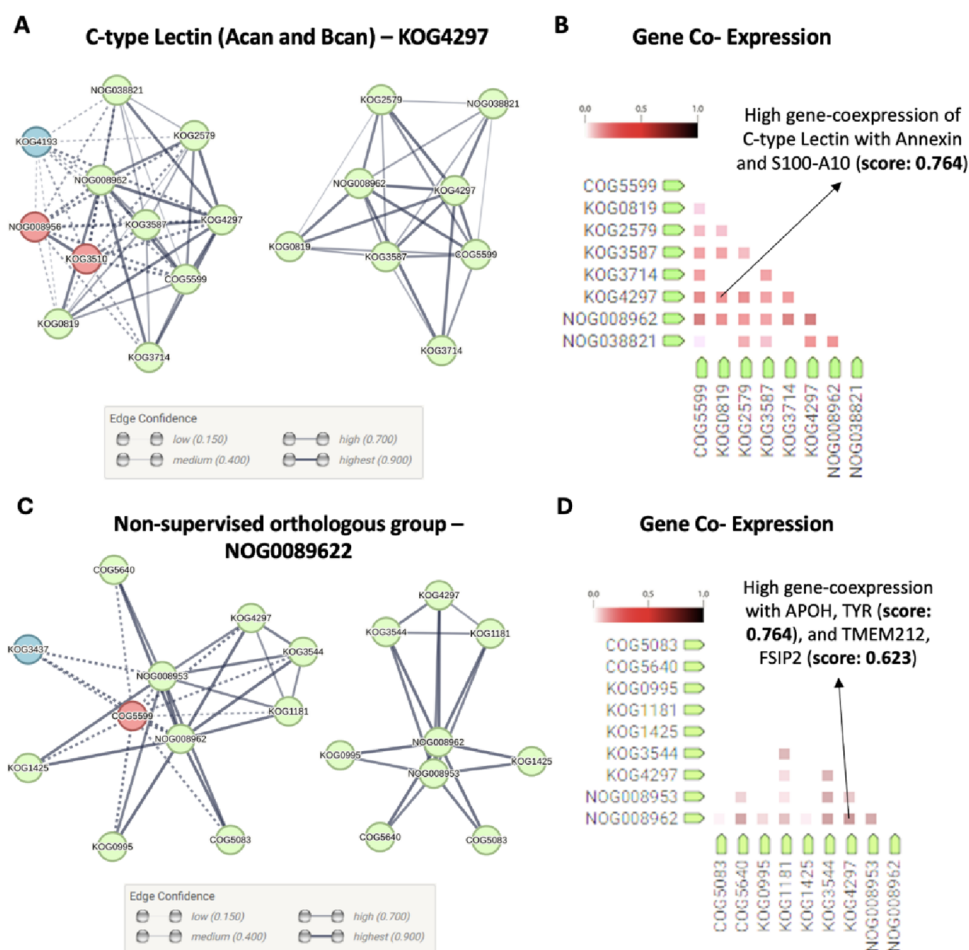 A
C-type Lectin (Acan and Bcan) – KOG4297
NOG038821
KOG4193
KOG2579
NOG008962
NOG008956
KOG3587
KOG4297
KOG3510
COG5599
KOG0819
KOG3714
KOG2579
NOG038821
NOG008962
KOG4297
KOG0819
KOG3587
COG5599
KOG3714
Edge Confidence
low (0.150)
high (0.700)
medium (0.400)
highest (0.900)
B
Gene Co- Expression
0.0
1.0
High gene-coexpression of
C-type Lectin with Annexin
and S100-A10 (score: 0.764)
COG5599
KOG0819
KOG2579
KOG3587
KOG3714
KOG4297
NOG008962
NOG038821
COG5599
KOG0819
KOG2579
KOG3587
KOG3714
KOG4297
NOG008962
NOG038821
C
Non-supervised orthologous group –
NOG0089622
COG5640
KOG4297
KOG3437
KOG3544
NOG008953
COG5599
KOG1181
NOG008962
KOG1425
KOG0995
COG5083
KOG4297
KOG3544
KOG1181
NOG008962
KOG0995
KOG1425
NOG008953
COG5640
COG5083
Edge Confidence
low (0.150)
high (0.700)
medium (0.400)
highest (0.900)
D
Gene Co- Expression
0.0
1.0
High gene-coexpression
with APOH, TYR (score:
0.764), and TMEM212,
FSIP2 (score: 0.623)
COG5083
COG5640
KOG0995
KOG1181
KOG1425
KOG3544
KOG4297
NOG008953
NOG008962
COG5083
COG5640
KOG0995
KOG1181
KOG1425
KOG3544
KOG4297
NOG008953
NOG008962